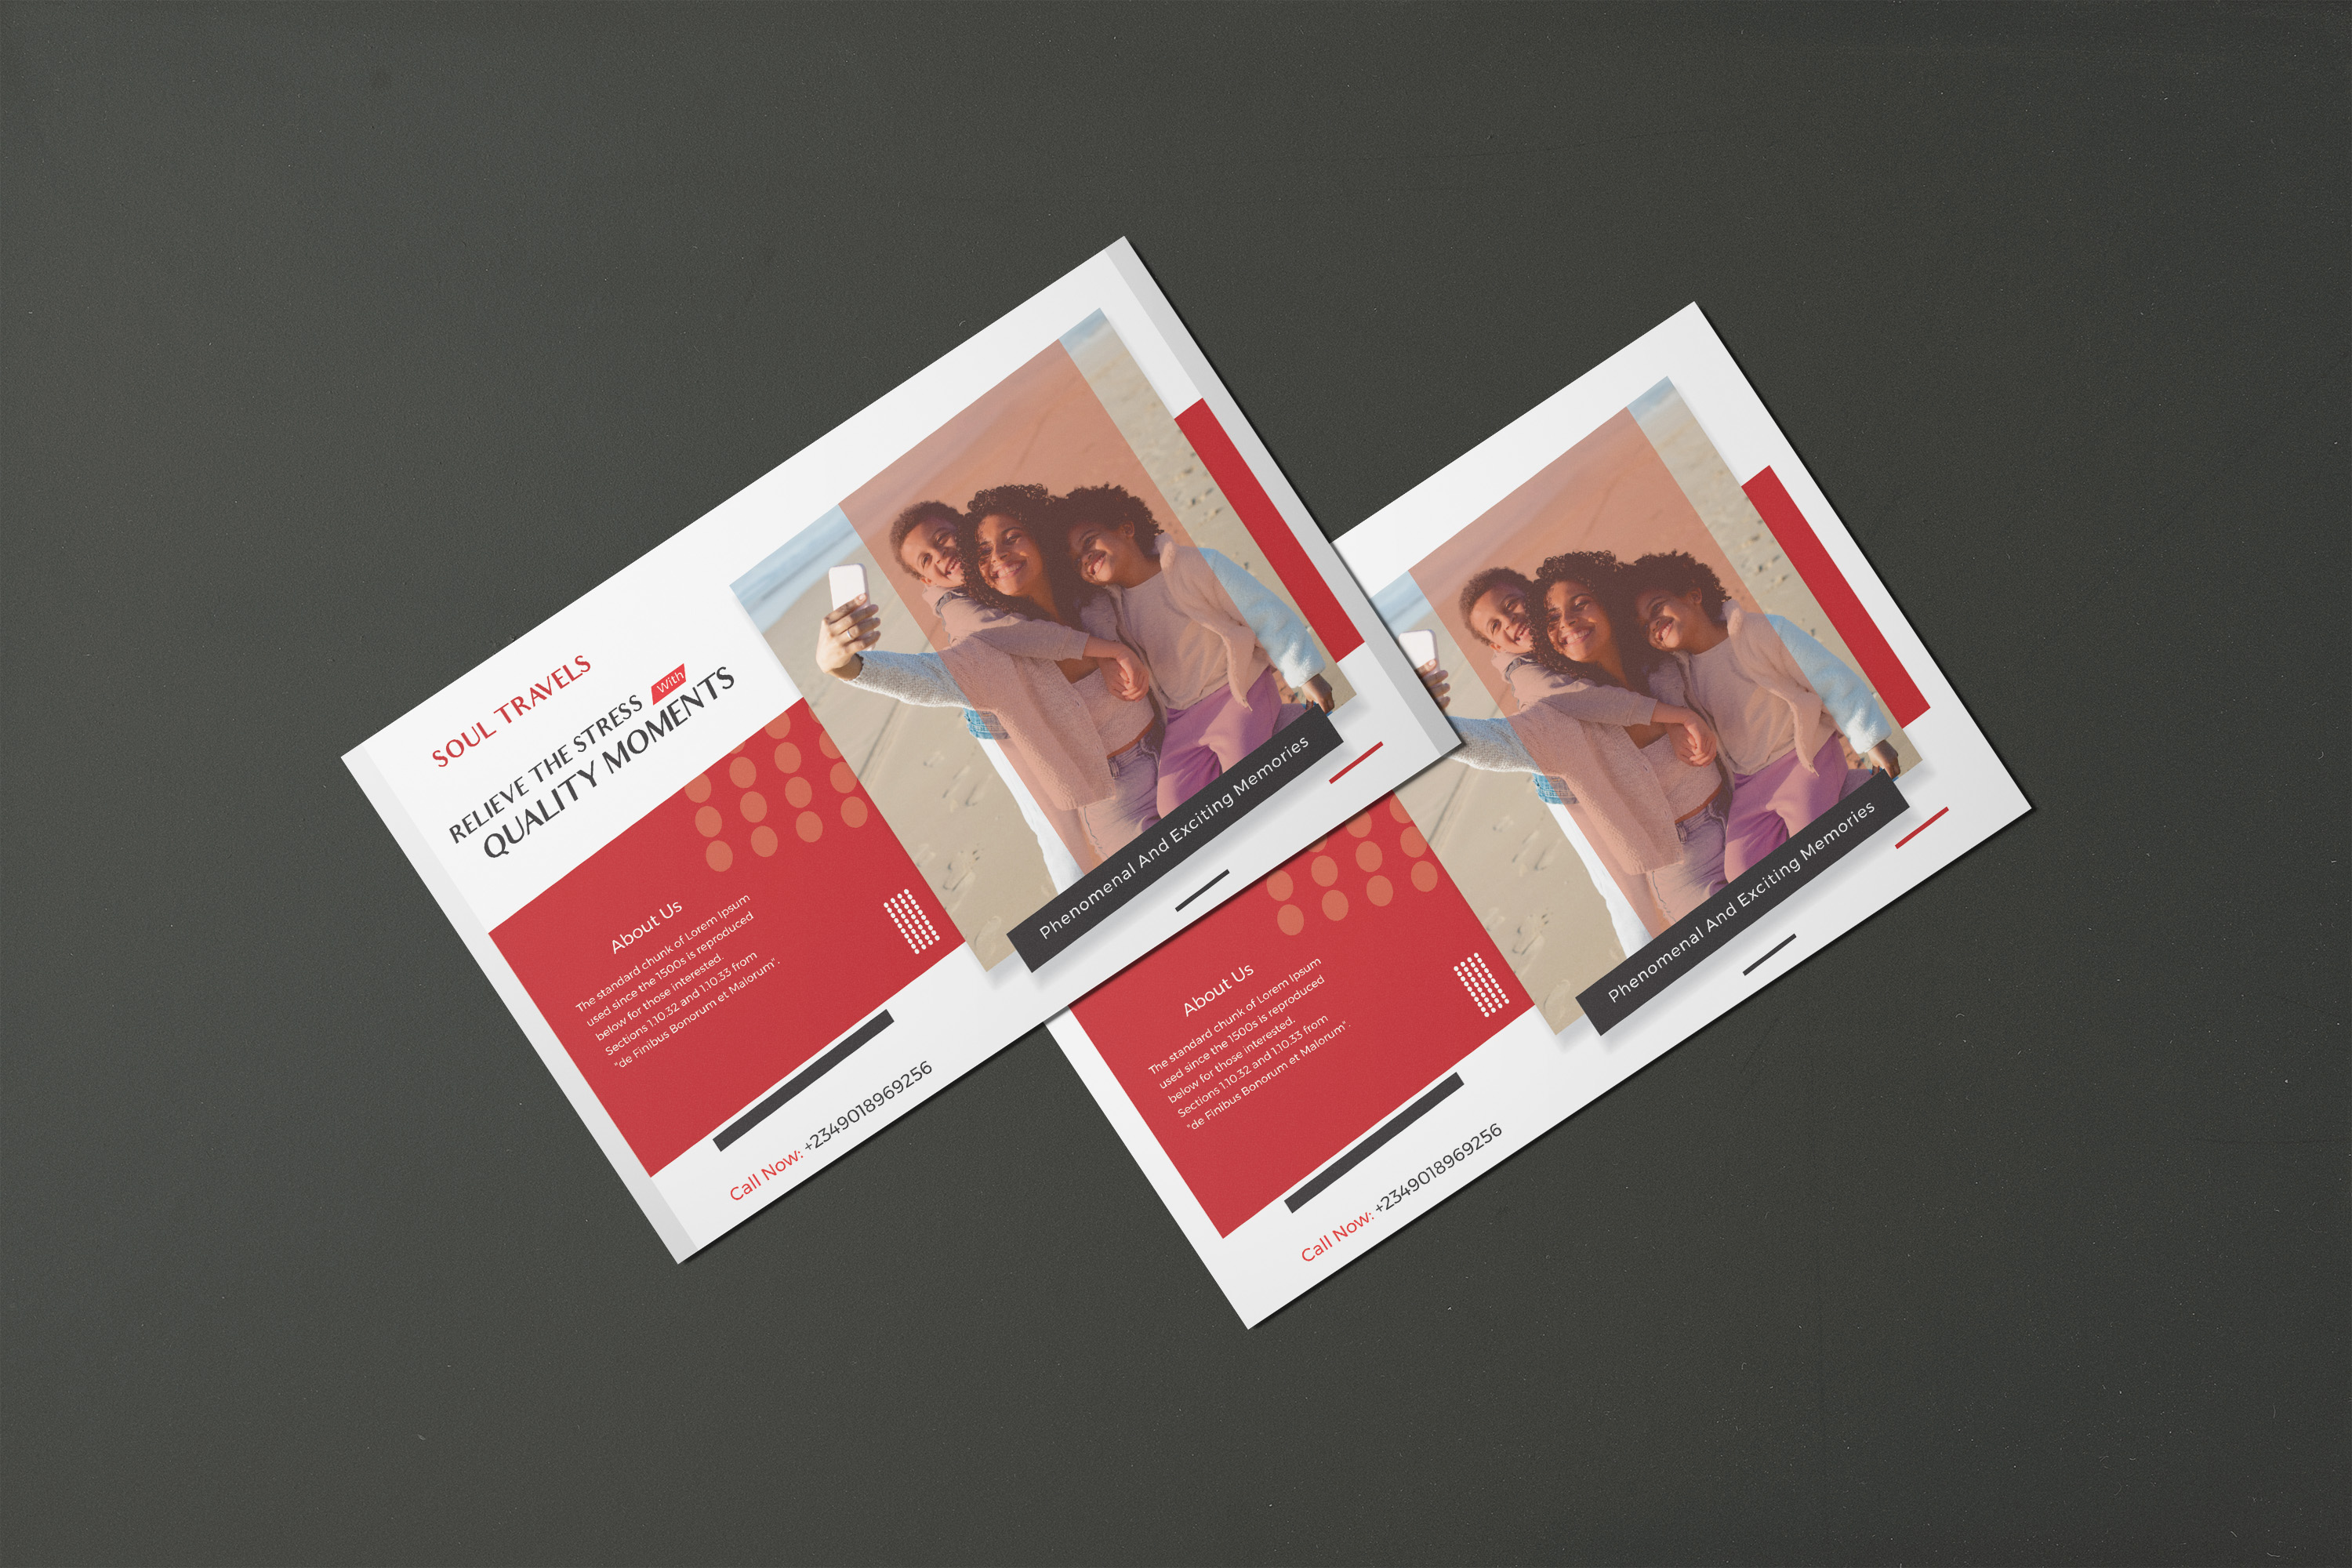 SOUL TRAVELS
RELIEVE THE STRESS With
QUALITY MOMENTS
About Us
The standard chunk of Lorem Ipsum
used since the 1500s is reproduced
below for those interested.
Sections 1.10.32 and 1.10.33 from
"de Finibus Bonorum et Malorum".
Call Now: +2349018969256
Phenomenal And Exciting Memories
About Us
The standard chunk of Lorem Ipsum
used since the 1500s is reproduced
below for those interested.
Sections 1.10.32 and 1.10.33 from
"de Finibus Bonorum et Malorum".
Call Now: +2349018969256
Phenomenal And Exciting Memories